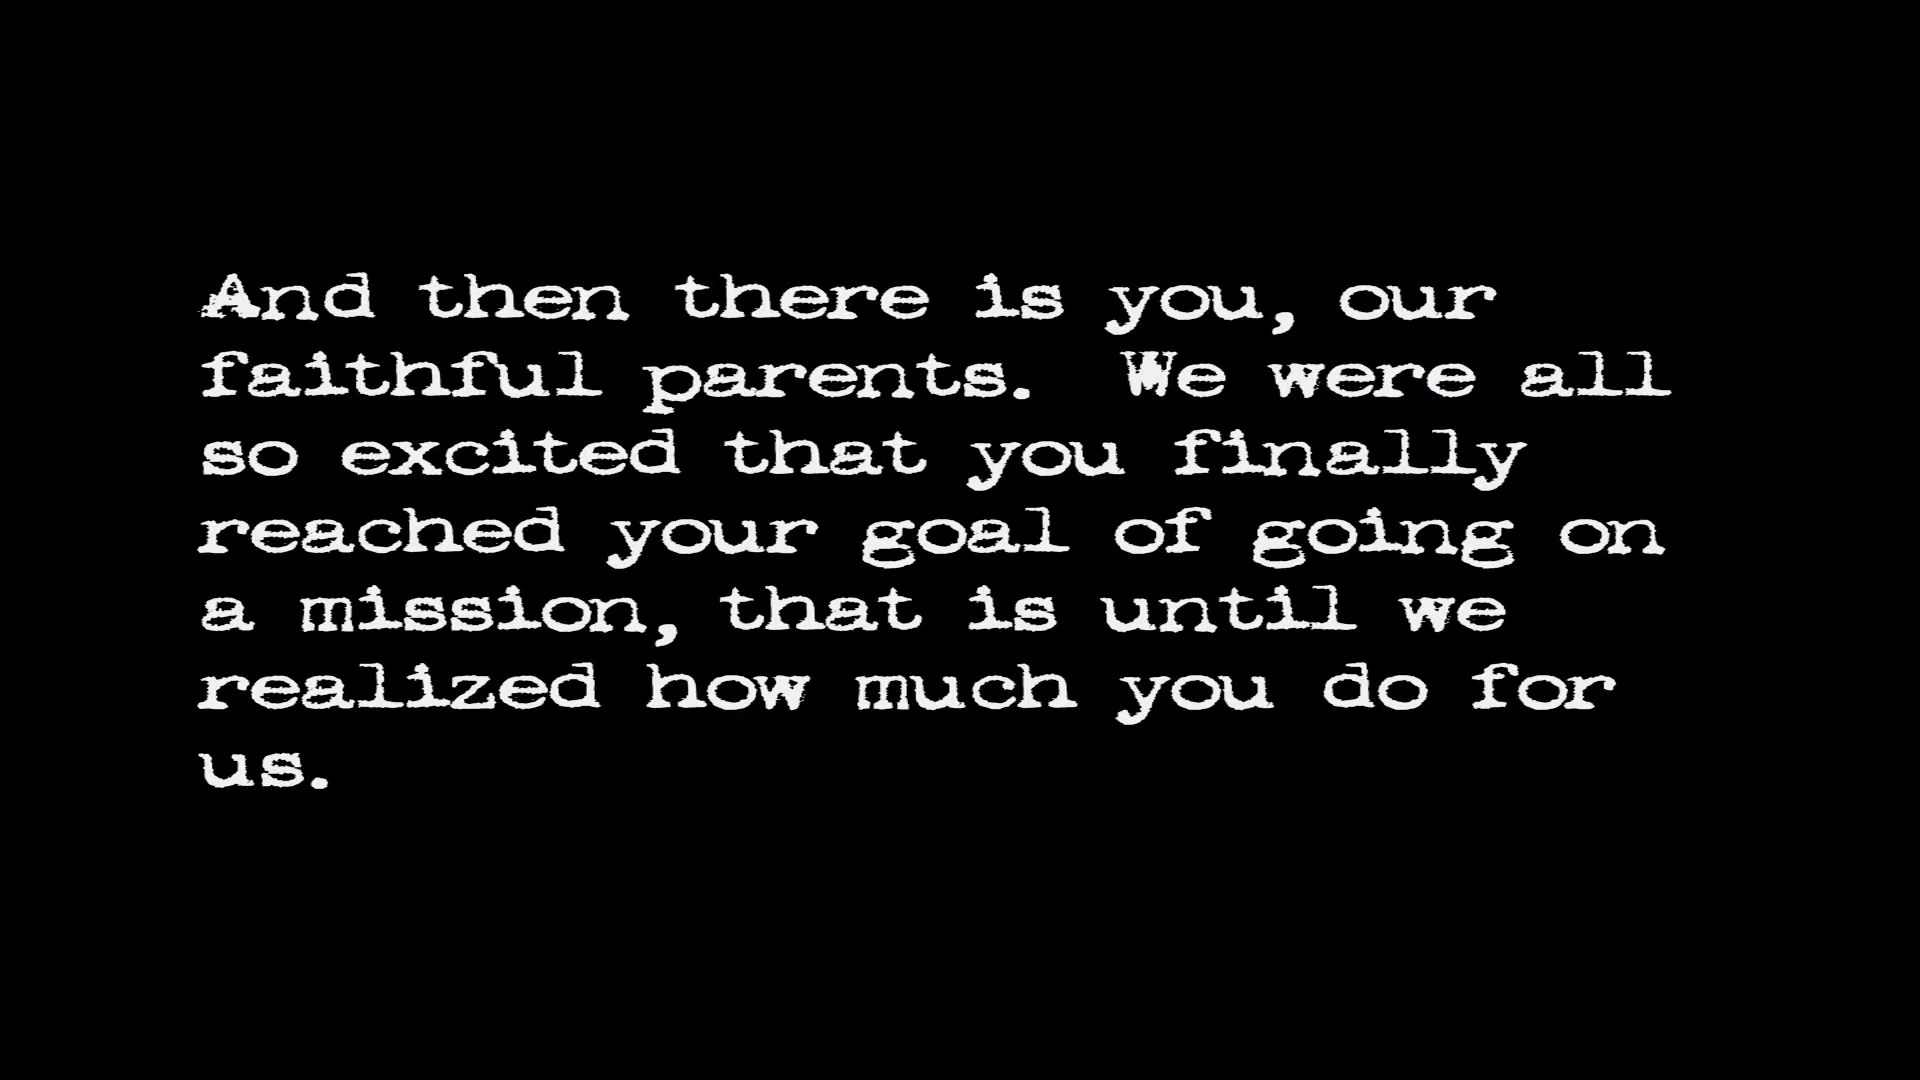 And then there is you, our
faithful parents.  We were all
so excited that you finally
reached your goal of going on
a mission, that is until we
realized how much you do for
us.